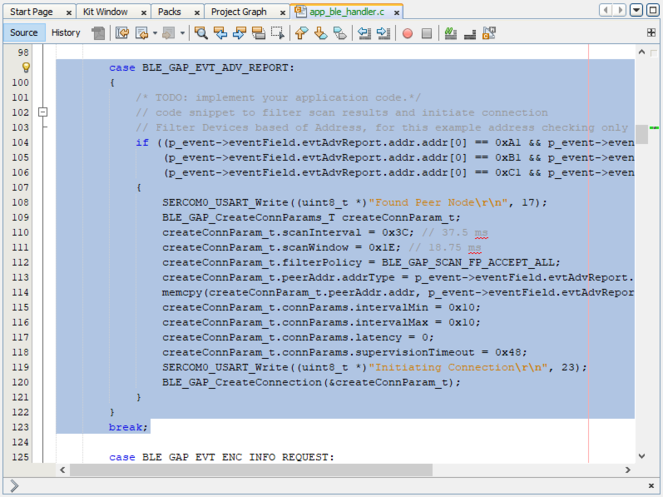 Start Page x Kit Window x Packs x Project Graph x app_ble_handler.c x
Source History
98
case BLE_GAP_EVT_ADV_REPORT:
100 {
101 /* TODO: implement your application code.*/
102 // code snippet to filter scan results and initiate connection
103 // Filter Devices based of Address, for this example address checking only
104 if ((p_event->eventField.evtAdvReport.addr.addr[0] == 0xA1 && p_event->even
105 (p_event->eventField.evtAdvReport.addr.addr[0] == 0xB1 && p_event->even
106 (p_event->eventField.evtAdvReport.addr.addr[0] == 0xC1 && p_event->even
107 {
108 SERCOM0_USART_Write((uint8_t *)"Found Peer Node\r\n", 17);
109 BLE_GAP_CreateConnParams_T createConnParam_t;
110 createConnParam_t.scanInterval = 0x3C; // 37.5 ms
111 createConnParam_t.scanWindow = 0x1E; // 18.75 ms
112 createConnParam_t.filterPolicy = BLE_GAP_SCAN_FP_ACCEPT_ALL;
113 createConnParam_t.peerAddr.addrType = p_event->eventField.evtAdvReport.
114 memcpy(createConnParam_t.peerAddr.addr, p_event->eventField.evtAdvRepor
115 createConnParam_t.connParams.intervalMin = 0x10;
116 createConnParam_t.connParams.intervalMax = 0x10;
117 createConnParam_t.connParams.latency = 0;
118 createConnParam_t.connParams.supervisionTimeout = 0x48;
119 SERCOM0_USART_Write((uint8_t *)"Initiating Connection\r\n", 23);
120 BLE_GAP_CreateConnection(&createConnParam_t);
121 }
122 }
123 break;
124
125 case BLE_GAP_EVT_ENC_INFO_REQUEST: